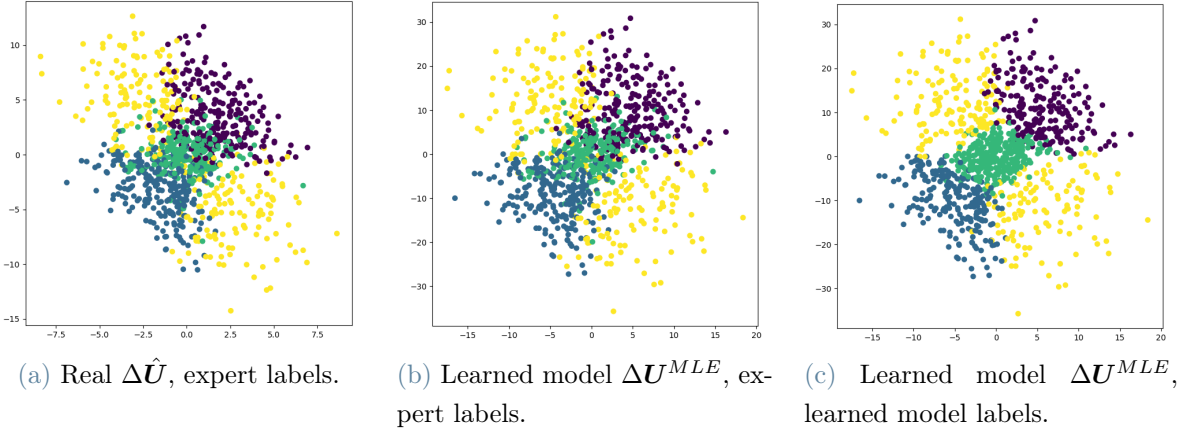 10
5
0
−5
−10
−15
−7.5 −5.0 −2.5 0.0 2.5 5.0 7.5
30
20
10
0
−10
−20
−30
−15 −10 −5 0 5 10 15 20
30
20
10
0
−10
−20
−30
−15 −10 −5 0 5 10 15 20
(a) Real ΔÛ, expert labels.
(b) Learned model ΔU^{MLE}, ex-
pert labels.
(c) Learned model ΔU^{MLE},
learned model labels.